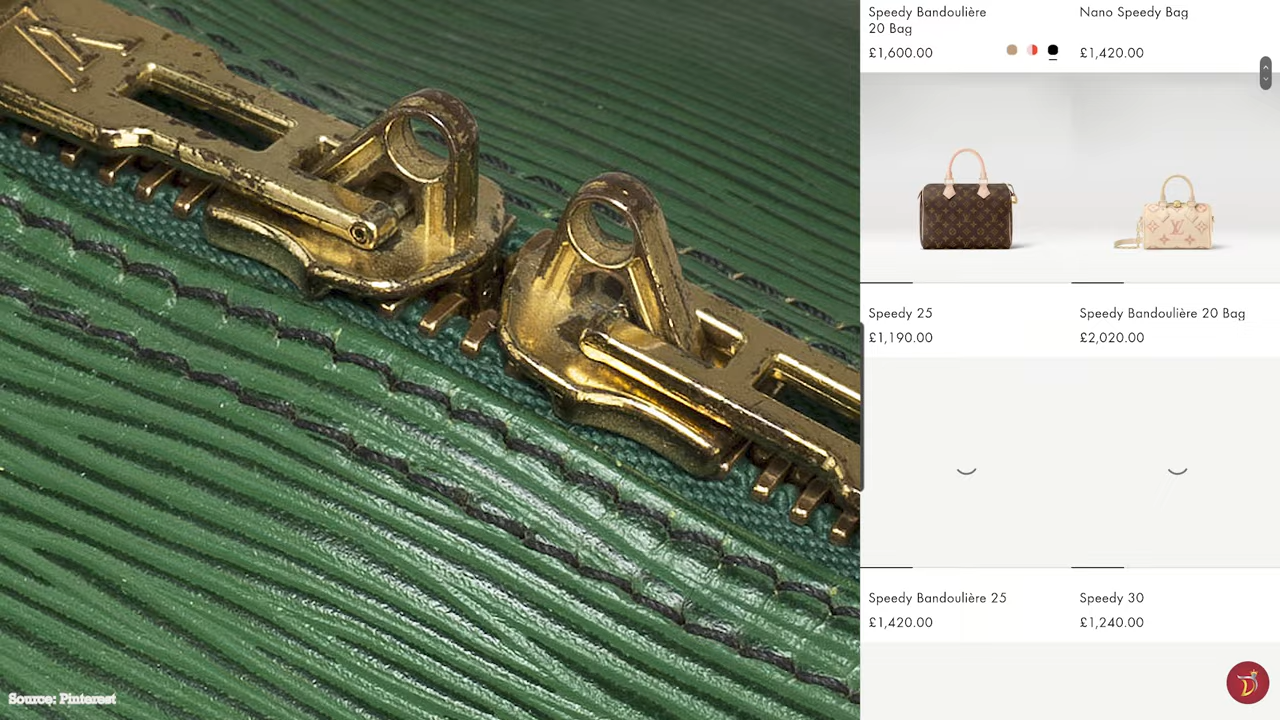 Speedy Bandoulière
20 Bag
£1,600.00
Nano Speedy Bag
£1,420.00
Speedy 25
£1,190.00
Speedy Bandoulière 20 Bag
£2,020.00
Speedy Bandoulière 25
£1,420.00
Speedy 30
£1,240.00
Source: Pinterest